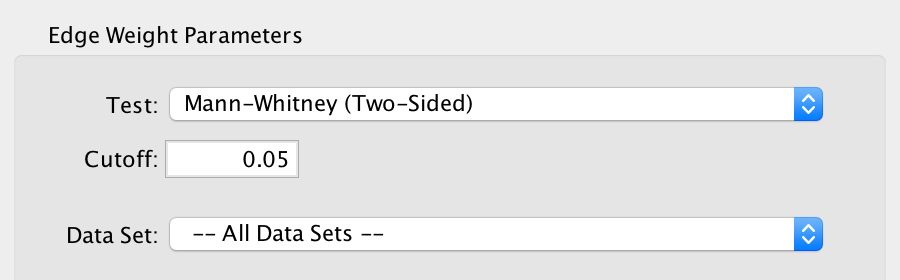 Edge Weight Parameters
Test: Mann-Whitney (Two-Sided)
Cutoff: 0.05
Data Set: -- All Data Sets --